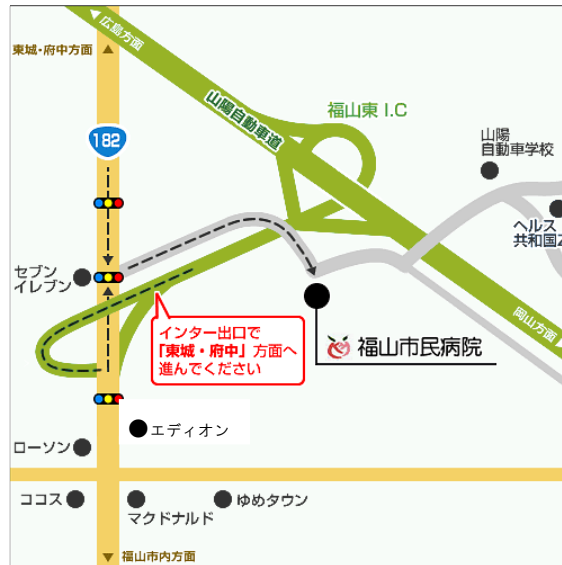 広島方面
東城・府中方面
福山東 I.C
山陽自動車道
182
山陽
自動車学校
ヘルス
共和国
セブン
イレブン
岡山方面
インター出口で
「東城・府中」方面へ
進んでください
福山市民病院
エディオン
ローソン
ココス
マクドナルド
ゆめタウン
福山市内方面